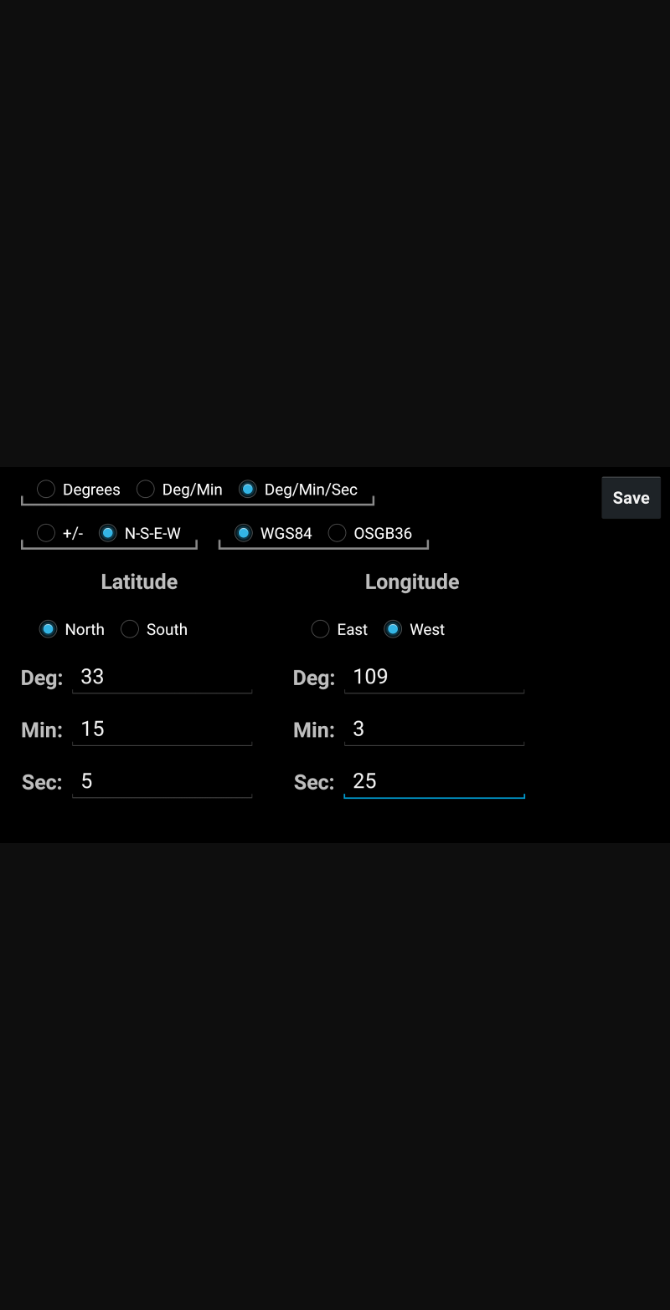 Degrees Deg/Min Deg/Min/Sec Save
+/- N-S-E-W WGS84 OSGB36
Latitude Longitude
North South East West
Deg: 33 Deg: 109
Min: 15 Min: 3
Sec: 5 Sec: 25